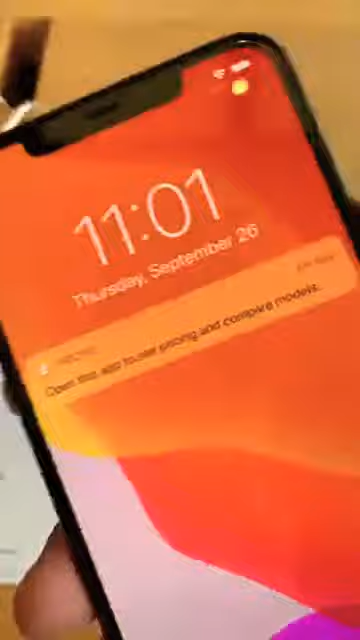 11:01
Thursday, September 26
Open this app to see pricing and compare models.